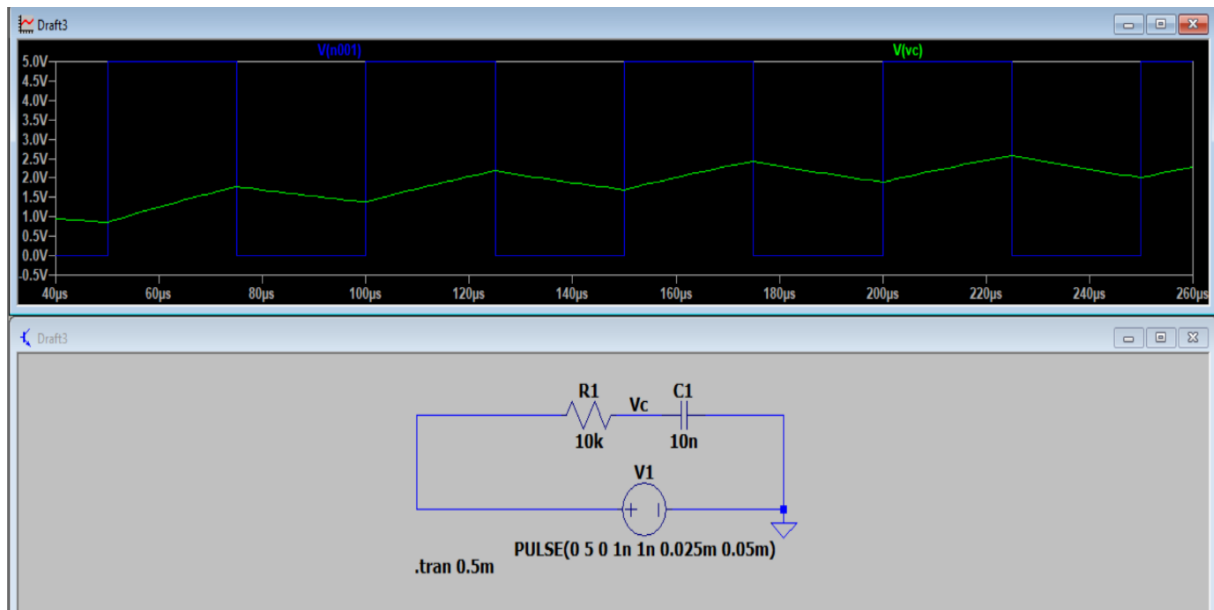 Draft3
V(n001) V(vc)
5.0V
4.5V
4.0V
3.5V
3.0V
2.5V
2.0V
1.5V
1.0V
0.5V
0.0V
-0.5V
40µs 60µs 80µs 100µs 120µs 140µs 160µs 180µs 200µs 220µs 240µs 260µs
Draft3
R1 Vc C1
10k 10n
V1
PULSE(0 5 0 1n 1n 0.025m 0.05m)
.tran 0.5m